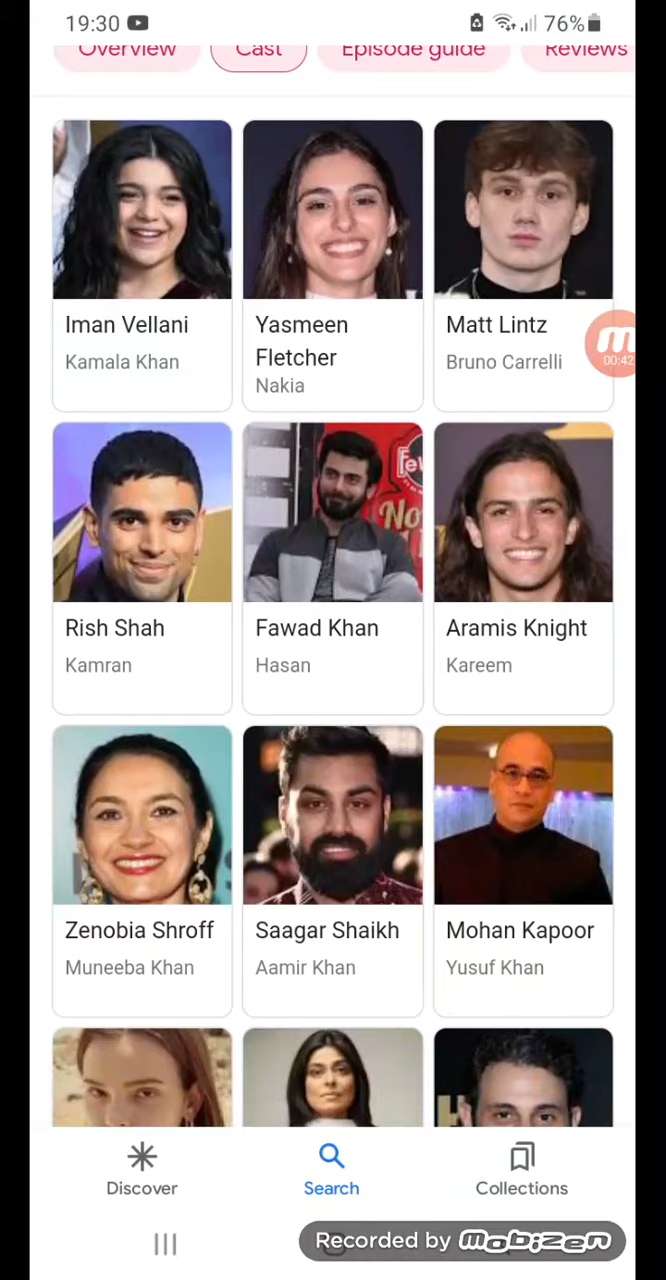 19:30
76%
Overview
Cast
Episode guide
Reviews
Iman Vellani
Kamala Khan
Yasmeen
Fletcher
Nakia
Matt Lintz
Bruno Carrelli
00:42
Rish Shah
Kamran
Fawad Khan
Hasan
Aramis Knight
Kareem
Zenobia Shroff
Muneeba Khan
Saagar Shaikh
Aamir Khan
Mohan Kapoor
Yusuf Khan
Discover
Search
Collections
Recorded by mobizen